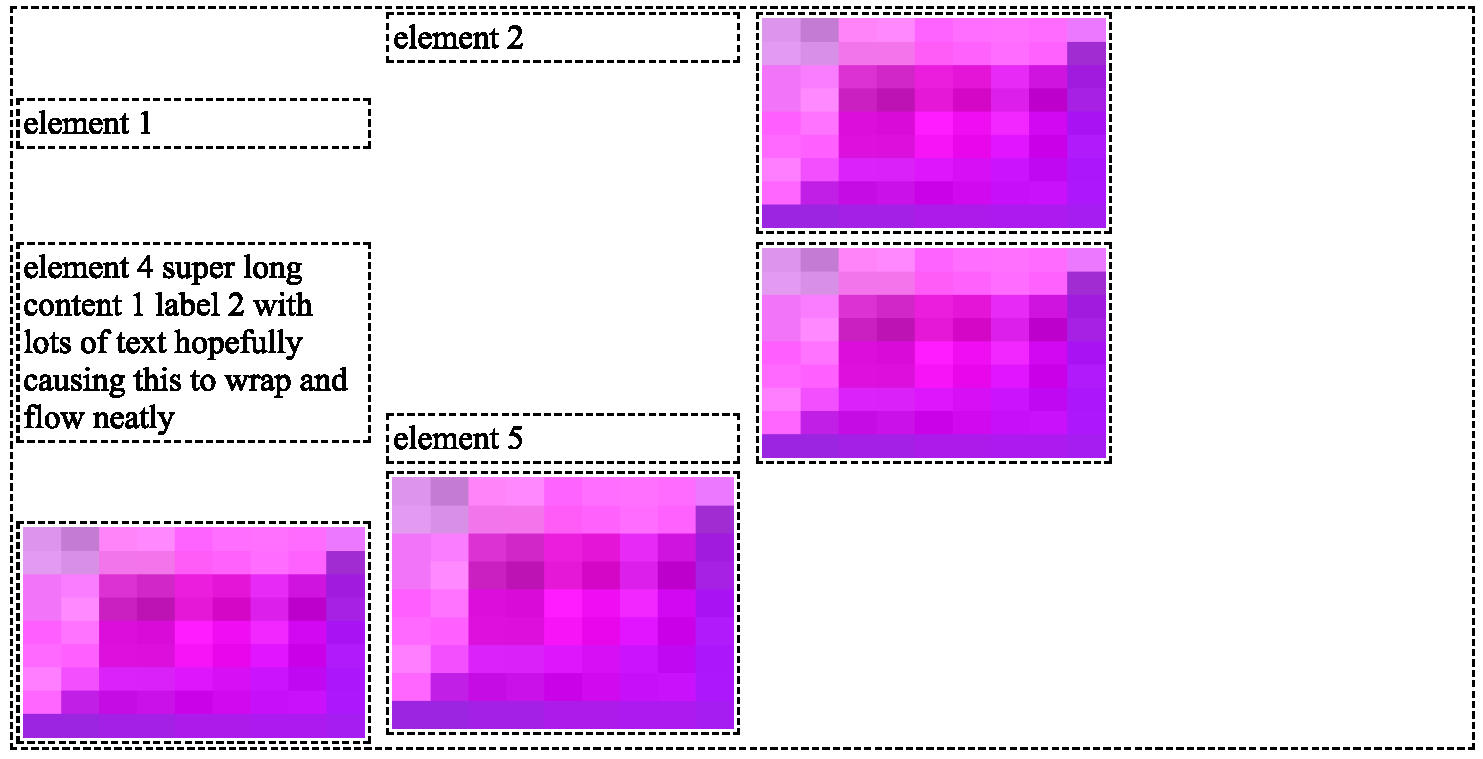 element 1
element 2
element 4 super long
content 1 label 2 with
lots of text hopefully
causing this to wrap and
flow neatly
element 5